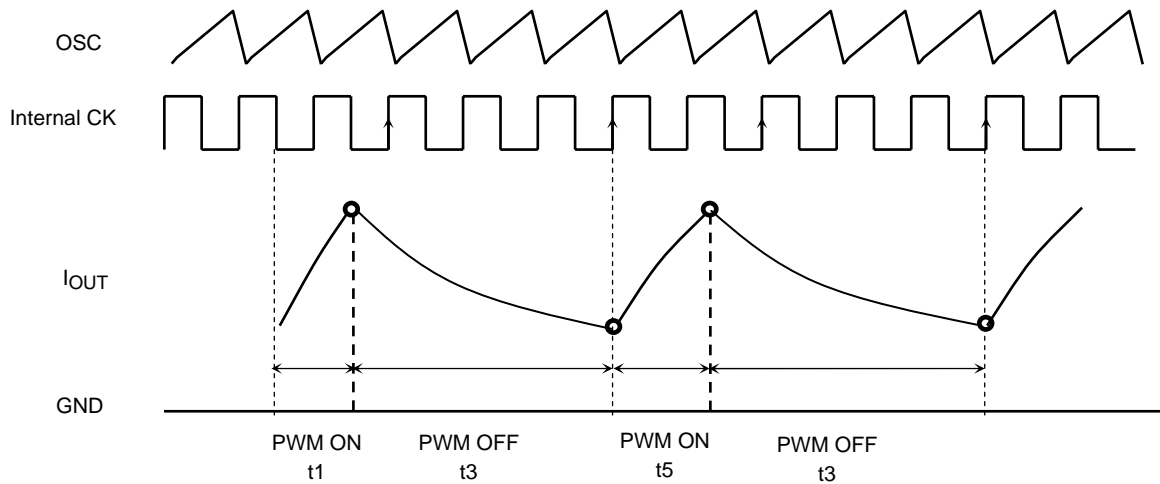 OSC
Internal CK
IOUT
GND
PWM ON
t1
PWM OFF
t3
PWM ON
t5
PWM OFF
t3